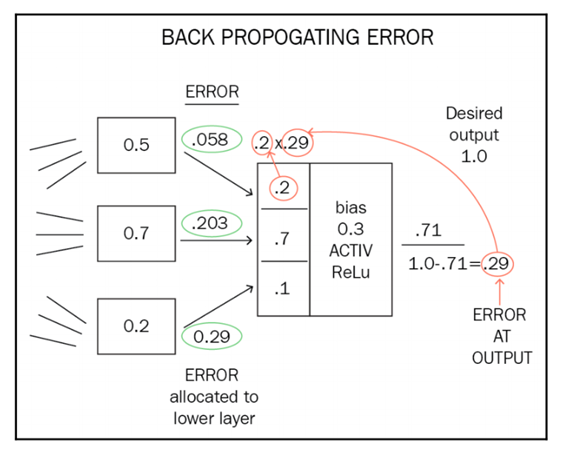 BACK PROPOGATING ERROR
ERROR
Desired
output
1.0
0.5
.058
.2 x.29
.2
0.7
.203
.7
bias
0.3
ACTIV
ReLu
.71
1.0-.71=.29
.1
0.2
0.29
ERROR
AT
OUTPUT
ERROR
allocated to
lower layer